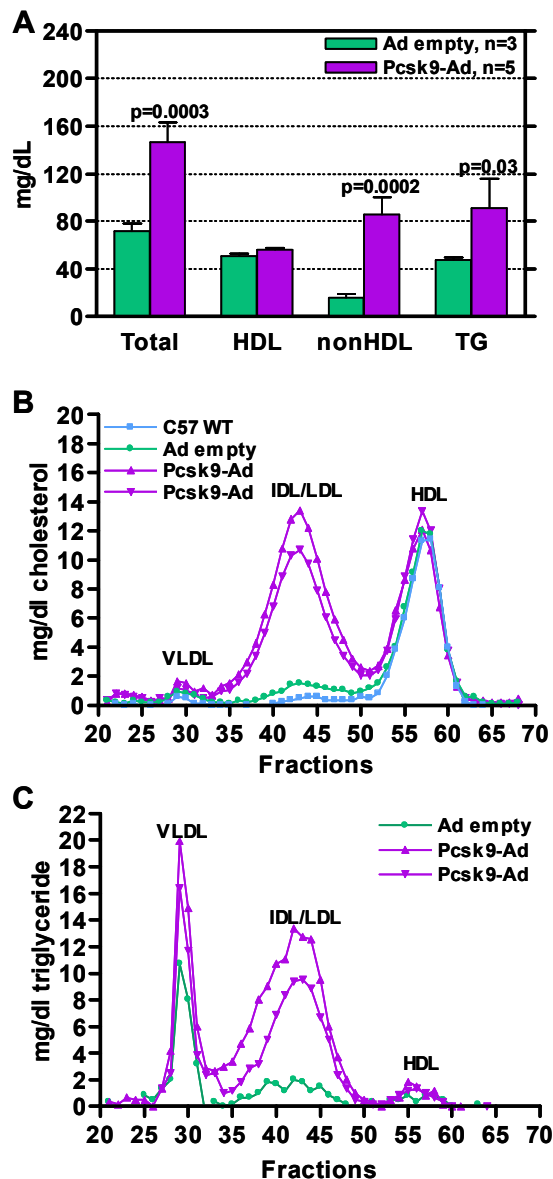 A
240
200
160
120
80
40
0
mg/dL
Ad empty, n=3
Pcsk9-Ad, n=5
p=0.0003
p=0.0002
p=0.03
Total HDL nonHDL TG
B
20
18
16
14
12
10
8
6
4
2
0
mg/dl cholesterol
C57 WT
Ad empty
Pcsk9-Ad
Pcsk9-Ad
IDL/LDL
HDL
VLDL
20 25 30 35 40 45 50 55 60 65 70
Fractions
C
22
20
18
16
14
12
10
8
6
4
2
0
mg/dl triglyceride
VLDL
Ad empty
Pcsk9-Ad
Pcsk9-Ad
IDL/LDL
HDL
20 25 30 35 40 45 50 55 60 65 70
Fractions